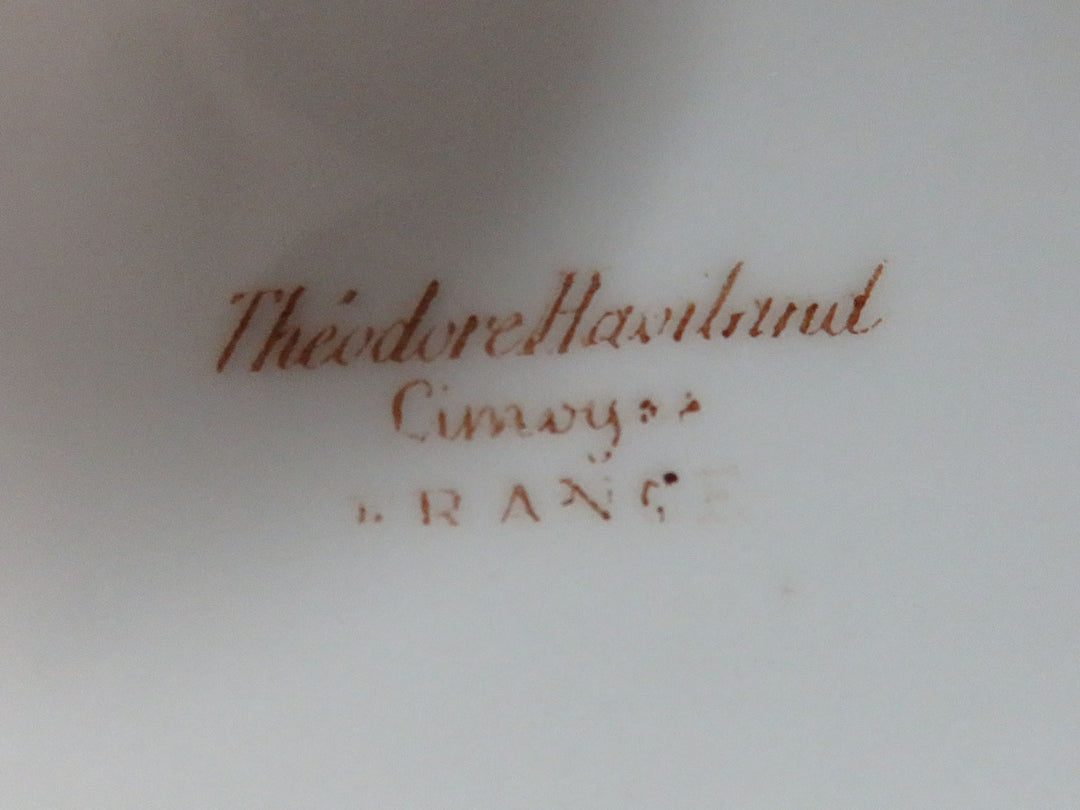 Théodore Haviland
Limoges
FRANCE